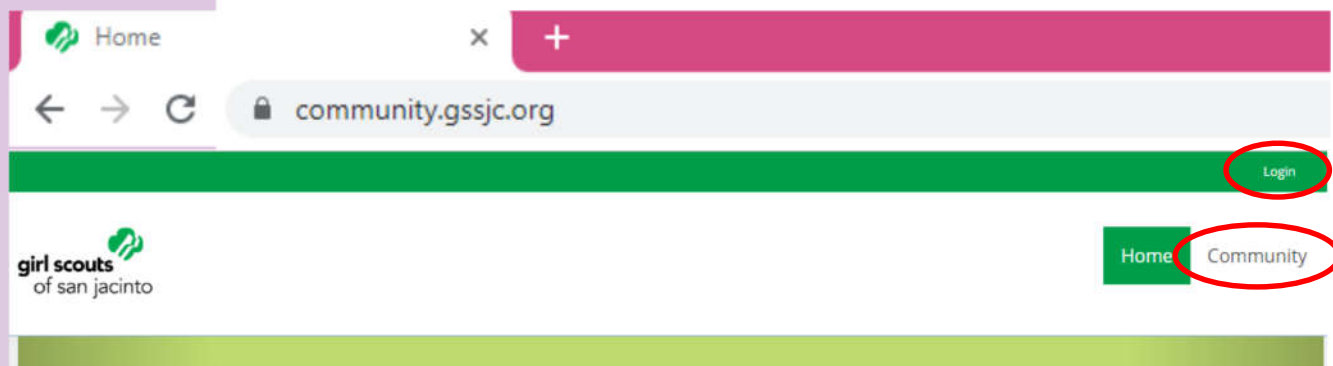 Home
community.gssjc.org
Login
girl scouts
of san jacinto
Home Community